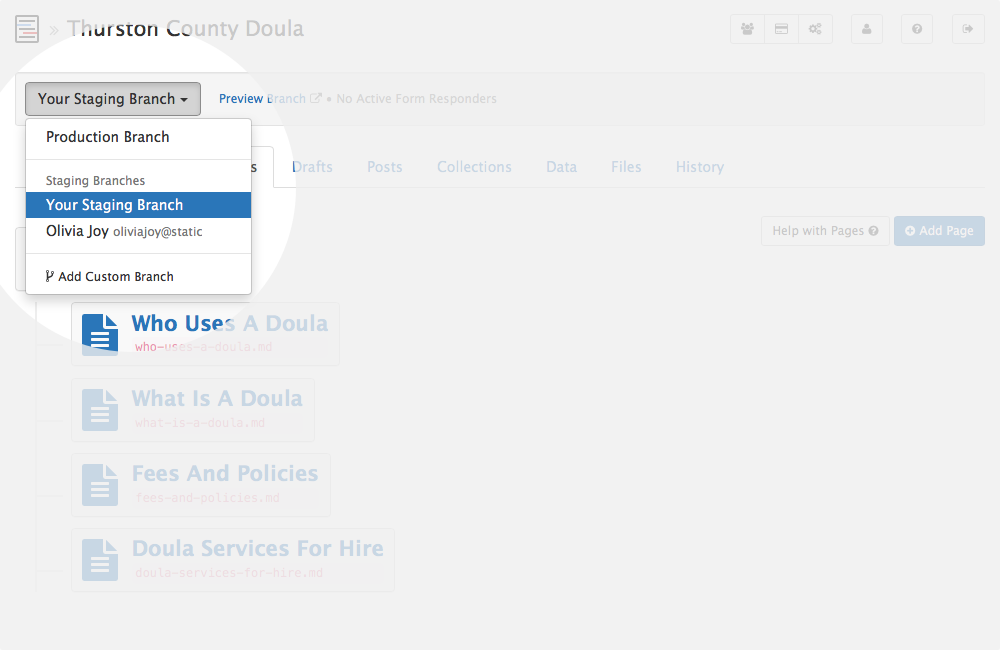 » Thurston County Doula
Your Staging Branch
Preview Branch • No Active Form Responders
Production Branch
Staging Branches
Your Staging Branch
Olivia Joy oliviajoy@static
Add Custom Branch
s Drafts Posts Collections Data Files History
Help with Pages ? Add Page
Who Uses A Doula
who-uses-a-doula.md
What Is A Doula
what-is-a-doula.md
Fees And Policies
fees-and-policies.md
Doula Services For Hire
doula-services-for-hire.md